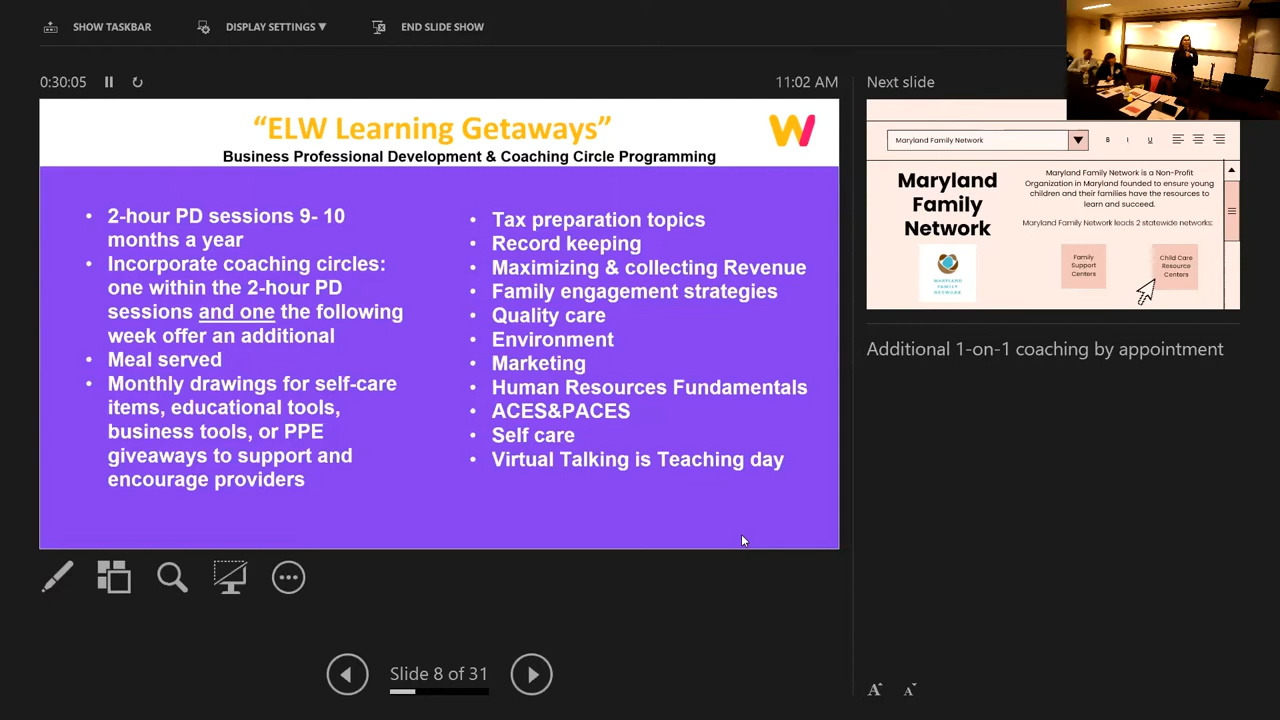 SHOW TASKBAR
DISPLAY SETTINGS ▼
END SLIDE SHOW
0:30:05
11:02 AM
“ELW Learning Getaways”
Business Professional Development & Coaching Circle Programming
W
• 2-hour PD sessions 9- 10
months a year
• Incorporate coaching circles:
one within the 2-hour PD
sessions and one the following
week offer an additional
• Meal served
• Monthly drawings for self-care
items, educational tools,
business tools, or PPE
giveaways to support and
encourage providers
• Tax preparation topics
• Record keeping
• Maximizing & collecting Revenue
• Family engagement strategies
• Quality care
• Environment
• Marketing
• Human Resources Fundamentals
• ACES&PACES
• Self care
• Virtual Talking is Teaching day
Slide 8 of 31
Next slide
Maryland Family Network
B I U
Maryland
Family
Network
MARYLAND
FAMILY
NETWORK
Maryland Family Network is a Non-Profit
Organization in Maryland founded to ensure young
children and their families have the resources to
learn and succeed.
Maryland Family Network leads 2 statewide networks:
Family
Support
Centers
Child Care
Resource
Centers
Additional 1-on-1 coaching by appointment
A A